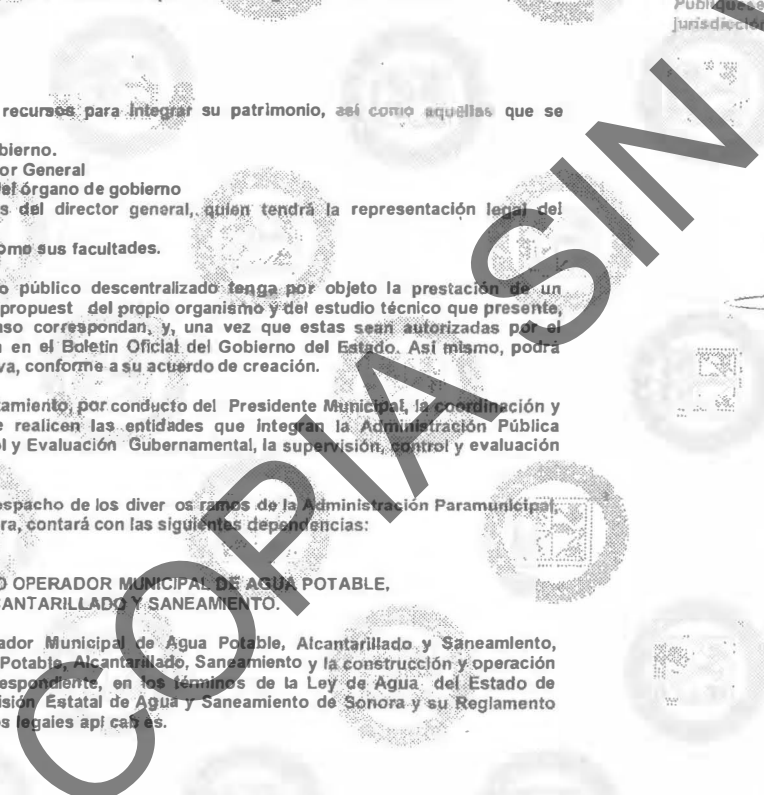 Publíquese
jurisdicción
recursos para integrar su patrimonio, así como aquellas que se
bierno.
or General
el órgano de gobierno
s del director general, quien tendrá la representación legal del
omo sus facultades.
o público descentralizado tenga por objeto la prestación de un
propuest del propio organismo y del estudio técnico que presente,
aso correspondan, y, una vez que estas sean autorizadas por el
en el Boletín Oficial del Gobierno del Estado. Así mismo, podrá
va, conforme a su acuerdo de creación.
tamiento, por conducto del Presidente Municipal, la coordinación y
e realicen las entidades que integran la Administración Pública
ol y Evaluación Gubernamental, la supervisión, control y evaluación
espacho de los diver os ramos de la Administración Paramunicipal,
ra, contará con las siguientes dependencias:
O OPERADOR MUNICIPAL DE AGUA POTABLE,
CANTARILLADO Y SANEAMIENTO.
ador Municipal de Agua Potable, Alcantarillado y Saneamiento,
Potable, Alcantarillado, Saneamiento y la construcción y operación
espondiente, en los términos de la Ley de Agua del Estado de
isión Estatal de Agua y Saneamiento de Sonora y su Reglamento
os legales apl cab es.
COPIA SIN